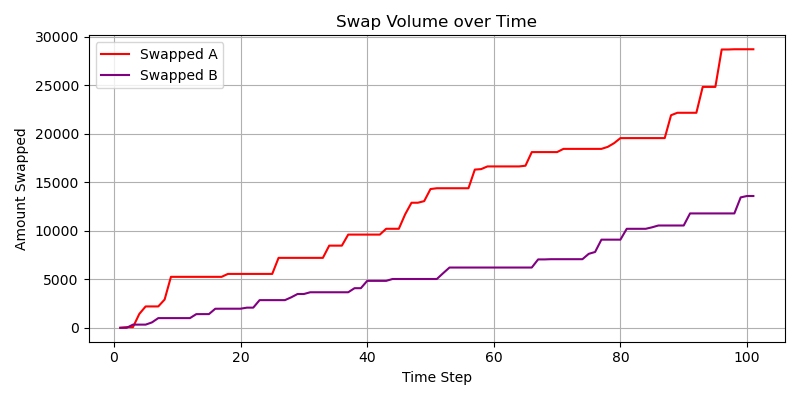 Swap Volume over Time
Swapped A
Swapped B
Amount Swapped
30000
25000
20000
15000
10000
5000
0
0 20 40 60 80 100
Time Step